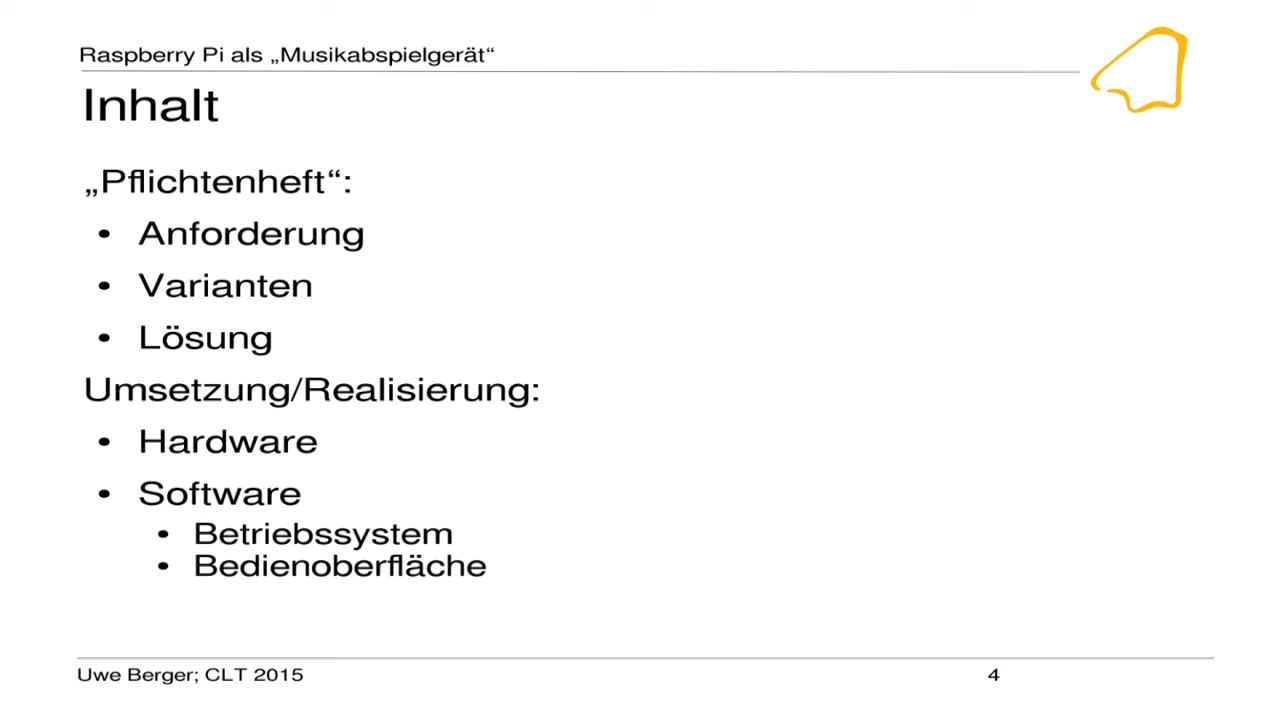 Raspberry Pi als „Musikabspielgerät“
Inhalt
„Pflichtenheft“:
• Anforderung
• Varianten
• Lösung
Umsetzung/Realisierung:
• Hardware
• Software
• Betriebssystem
• Bedienoberfläche
Uwe Berger; CLT 2015
4